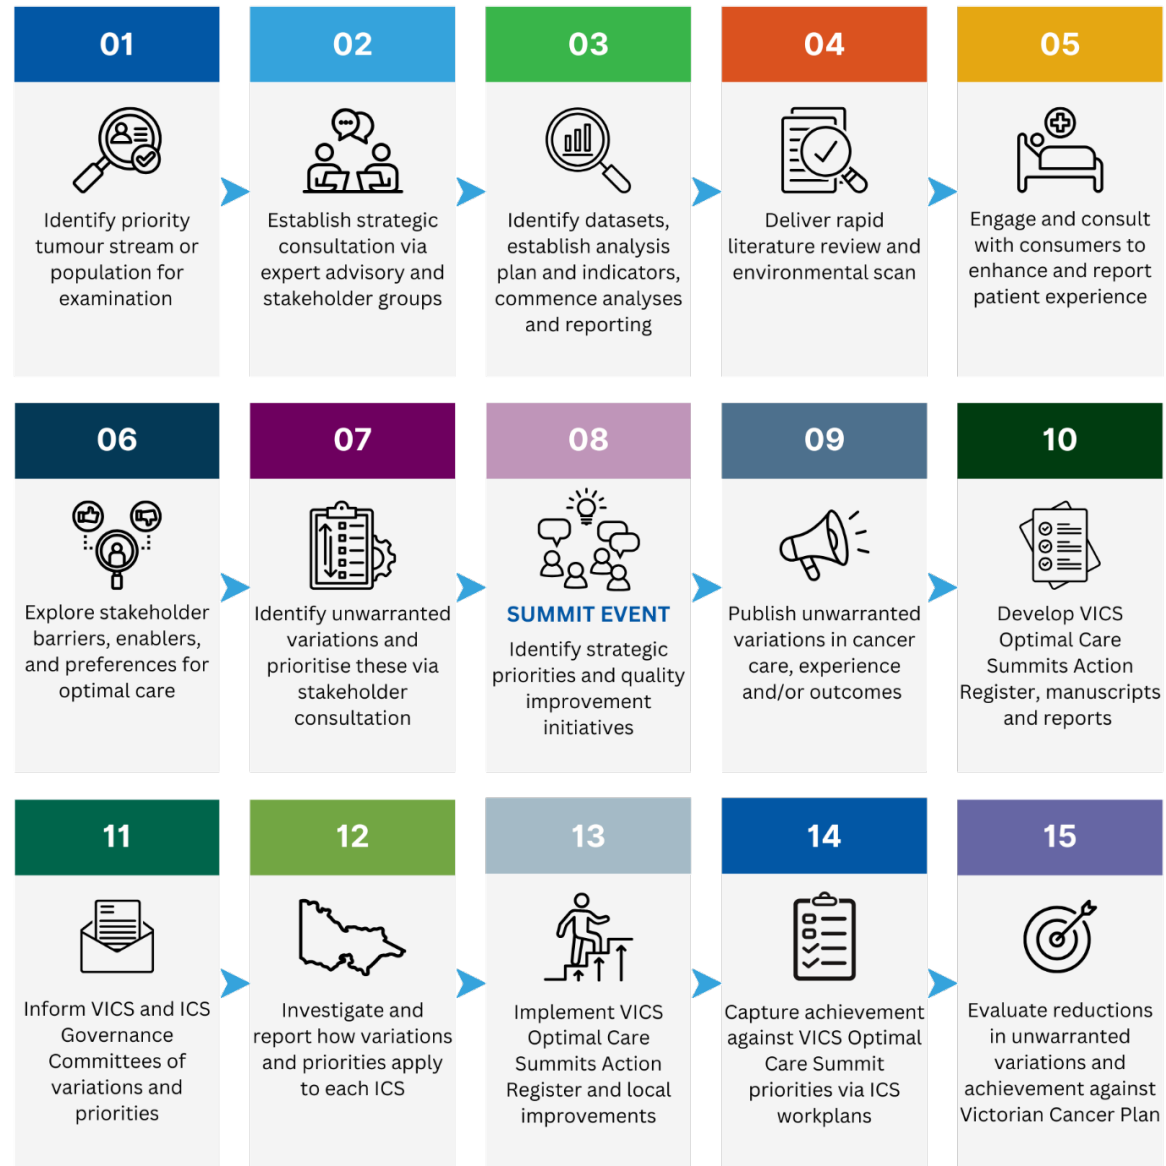 01
Identify priority
tumour stream or
population for
examination
02
Establish strategic
consultation via
expert advisory and
stakeholder groups
03
Identify datasets,
establish analysis
plan and indicators,
commence analyses
and reporting
04
Deliver rapid
literature review and
environmental scan
05
Engage and consult
with consumers to
enhance and report
patient experience
06
Explore stakeholder
barriers, enablers,
and preferences for
optimal care
07
Identify unwarranted
variations and
prioritise these via
stakeholder
consultation
08
SUMMIT EVENT
Identify strategic
priorities and quality
improvement
initiatives
09
Publish unwarranted
variations in cancer
care, experience
and/or outcomes
10
Develop VICS
Optimal Care
Summits Action
Register, manuscripts
and reports
11
Inform VICS and ICS
Governance
Committees of
variations and
priorities
12
Investigate and
report how variations
and priorities apply
to each ICS
13
Implement VICS
Optimal Care
Summits Action
Register and local
improvements
14
Capture achievement
against VICS Optimal
Care Summit
priorities via ICS
workplans
15
Evaluate reductions
in unwarranted
variations and
achievement against
Victorian Cancer Plan